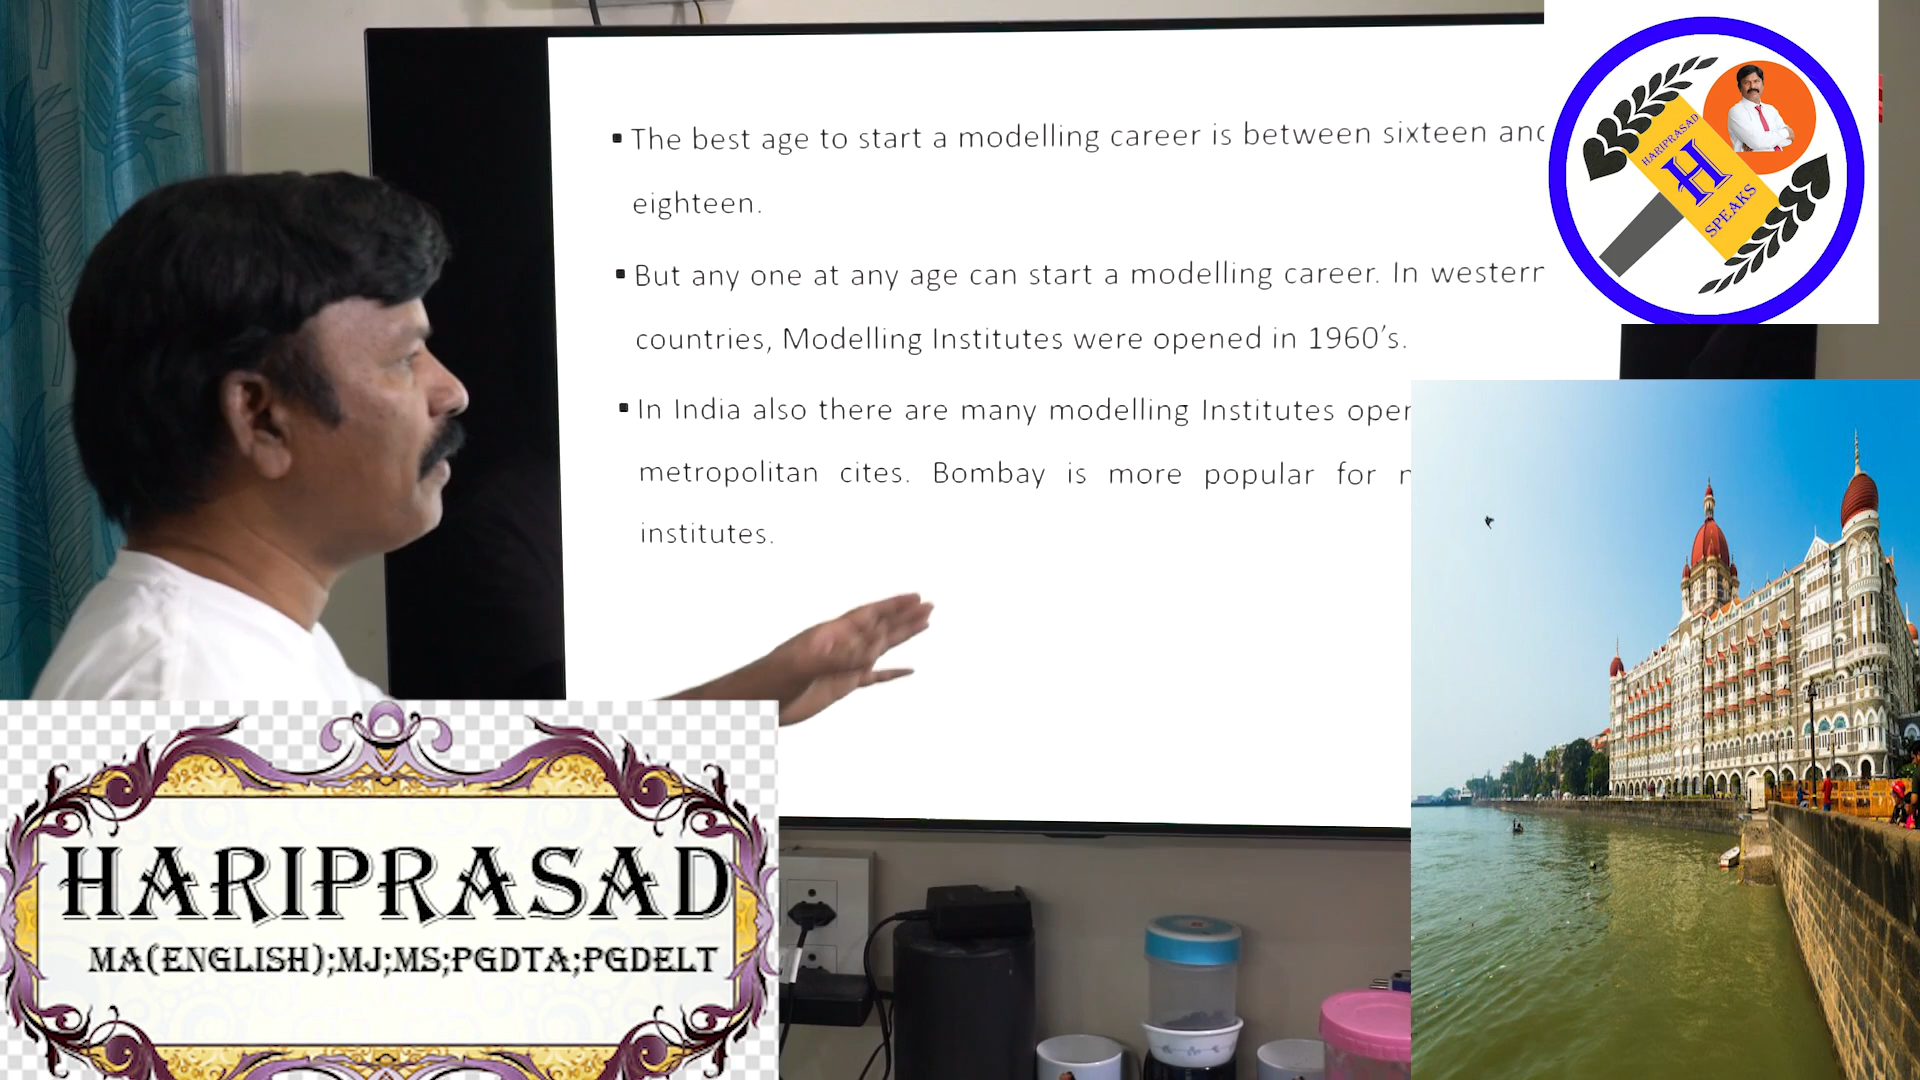 ▪ The best age to start a modelling career is between sixteen and
eighteen.
▪ But any one at any age can start a modelling career. In western
countries, Modelling Institutes were opened in 1960’s.
▪ In India also there are many modelling Institutes
metropolitan cites. Bombay is more popular for
institutes.
HARIPRASAD
H
SPEAKS
HARIPRASAD
MA(ENGLISH);MJ;MS;PGDTA;PGDELT